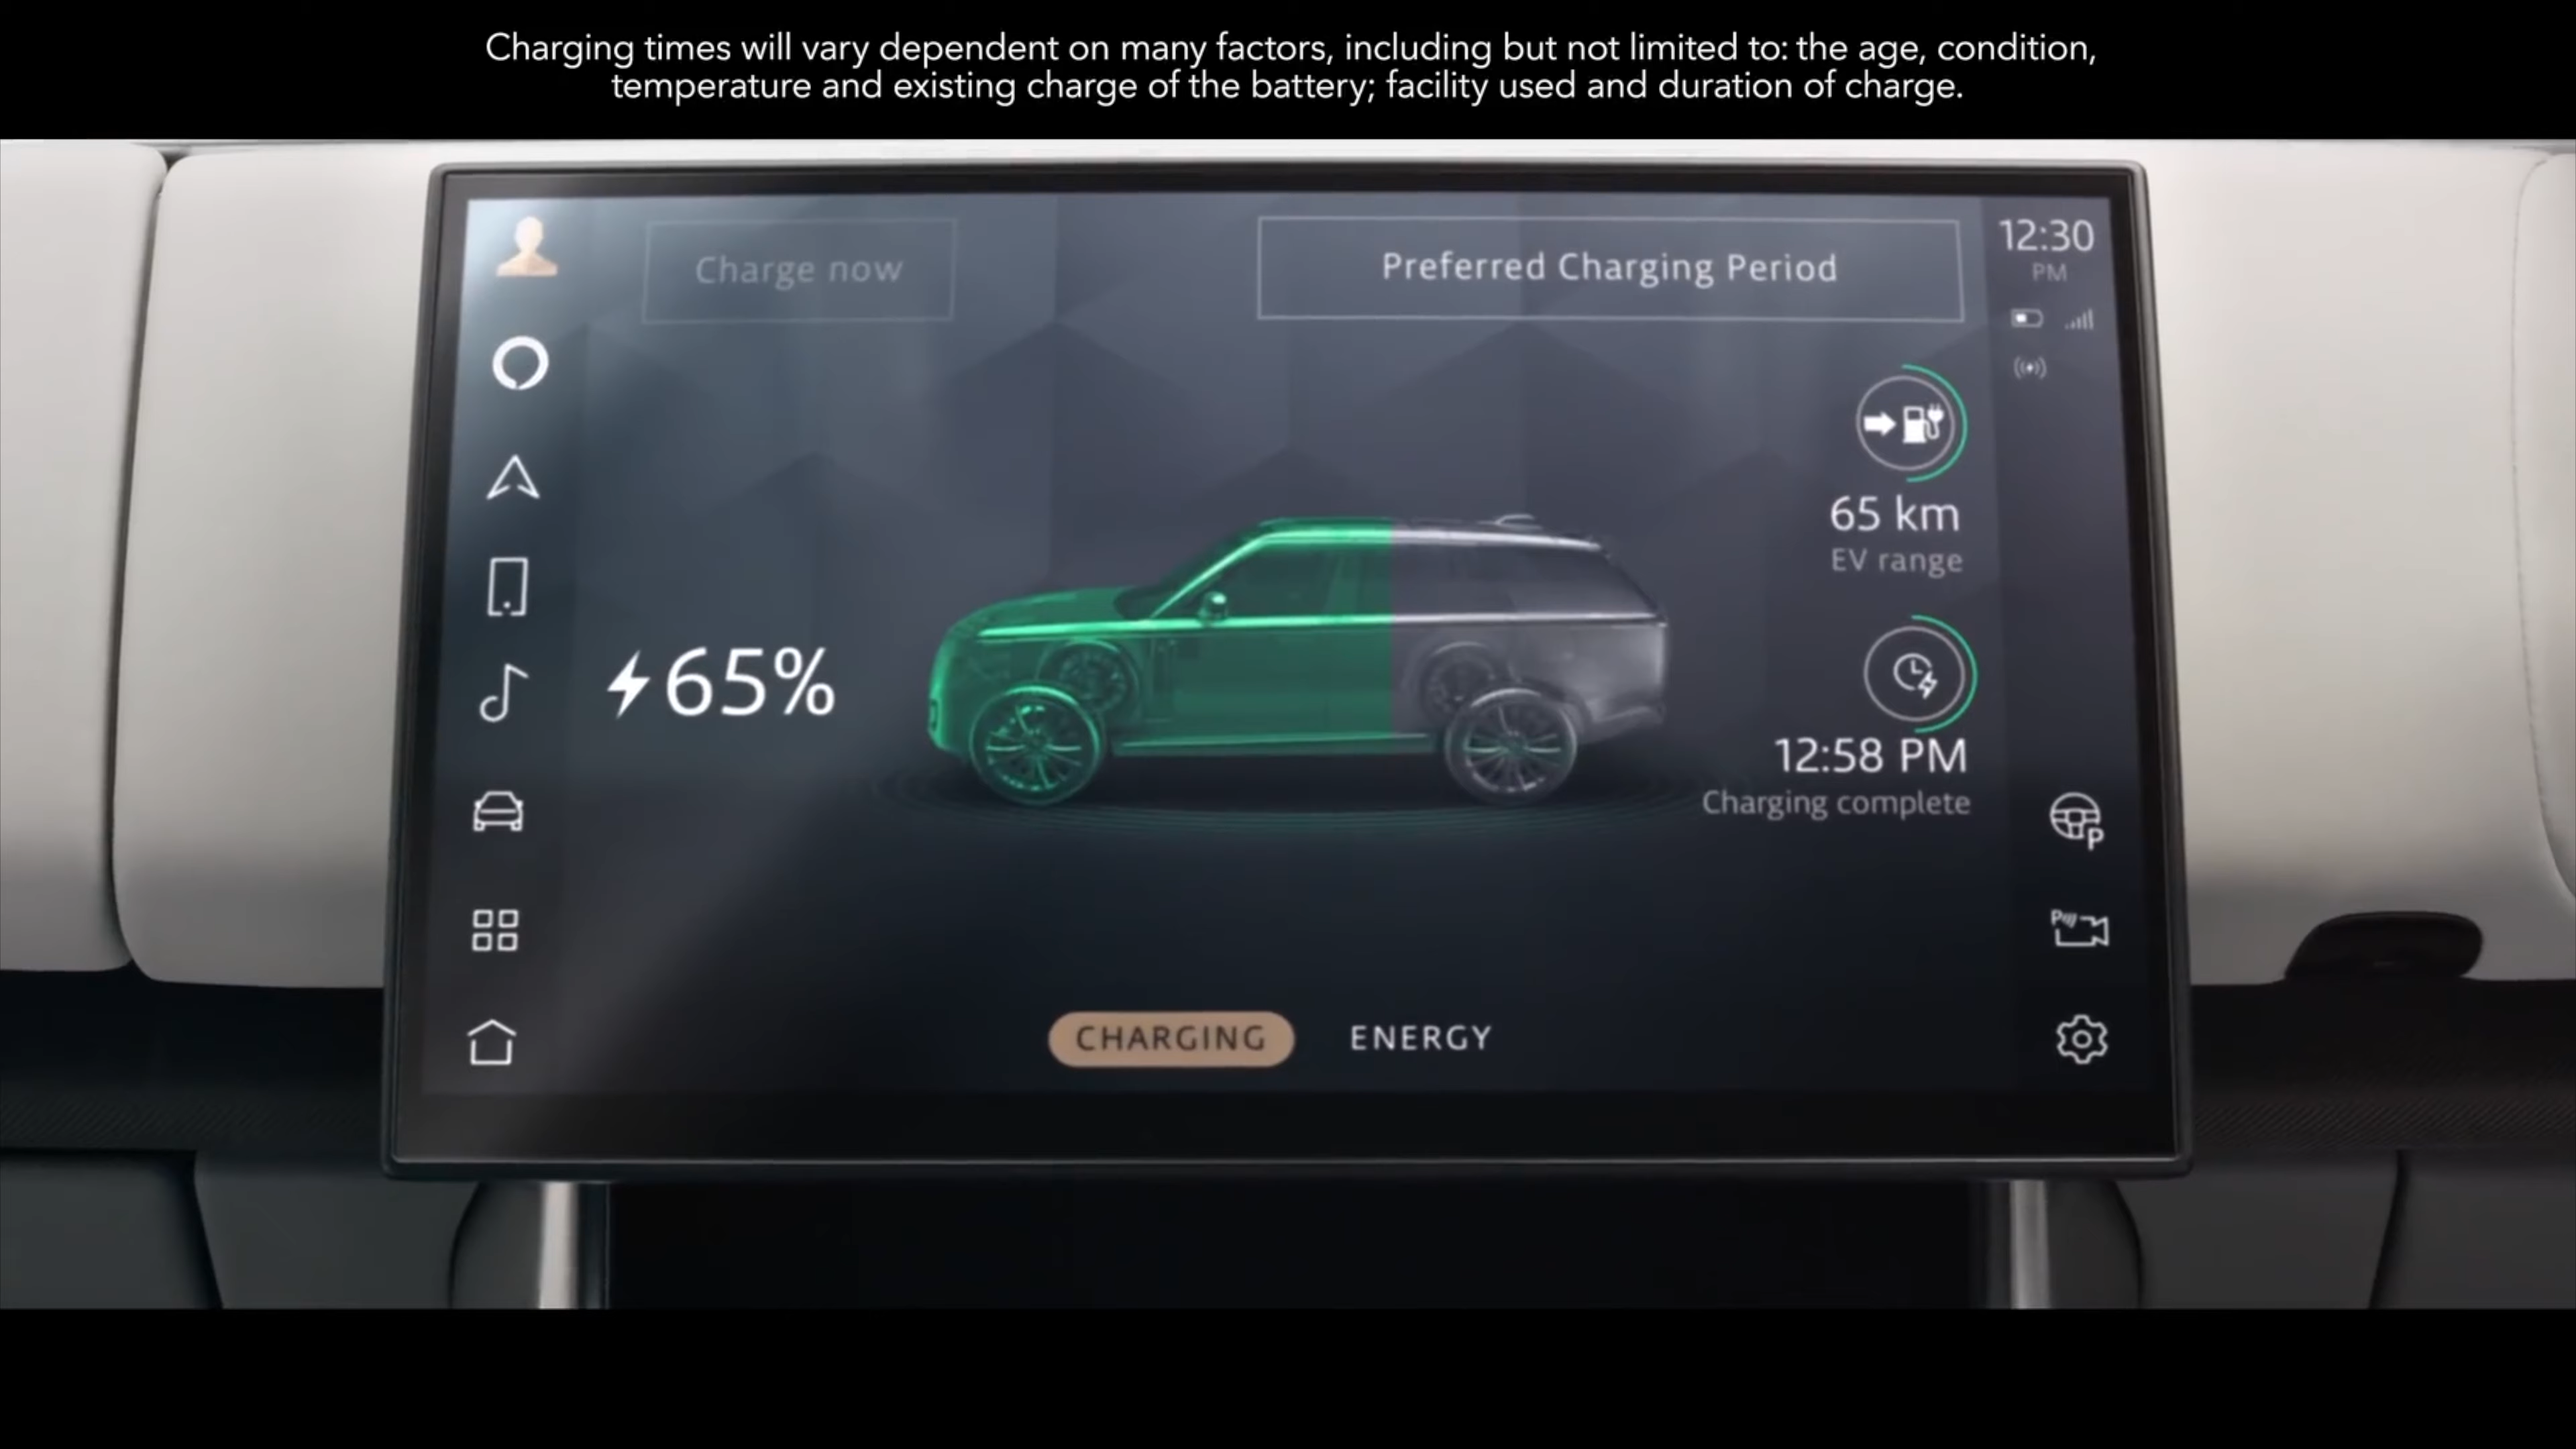 Charging times will vary dependent on many factors, including but not limited to: the age, condition,
temperature and existing charge of the battery; facility used and duration of charge.
Charge now
Preferred Charging Period
12:30
PM
65 km
EV range
65%
12:58 PM
Charging complete
P
P
CHARGING
ENERGY